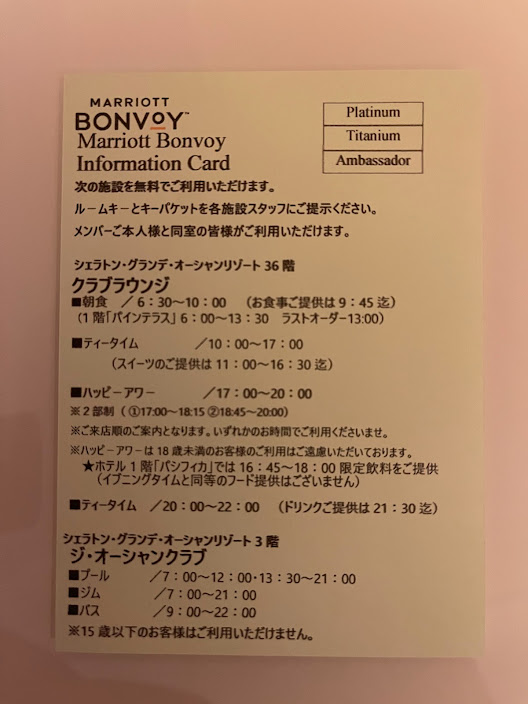 MARRIOTT
BONVOY™
Marriott Bonvoy
Information Card
Platinum
Titanium
Ambassador
次の施設を無料でご利用いただけます。
ルームキーとキーパケットを各施設スタッフにご提示ください。
メンバーご本人様と同室の皆様がご利用いただけます。
シェラトン・グランデ・オーシャンリゾート 36 階
クラブラウンジ
■朝食 ／6：30～10：00 （お食事ご提供は 9：45 迄）
（1 階「パインテラス」 6：00～13：30 ラストオーダー13:00）
■ティータイム ／10：00～17：00
（スイーツのご提供は 11：00～16：30 迄）
■ハッピーアワー ／17：00～20：00
※２部制（ ①17:00～18:15 ②18:45～20:00）
※ご来店順のご案内となります。いずれかのお時間でご利用くださいませ。
※ハッピーアワーは 18 歳未満のお客様のご利用はご遠慮いただいております。
★ホテル 1 階「パシフィカ」では 16：45～18：00 限定飲料をご提供
（イブニングタイムと同等のフード提供はございません）
■ティータイム ／20：00～22：00 （ドリンクご提供は 21：30 迄）
シェラトン・グランデ・オーシャンリゾート 3 階
ジ・オーシャンクラブ
■プール ／7：00～12：00・13：30～21：00
■ジム ／7：00～21：00
■バス ／9：00～22：00
※15 歳以下のお客様はご利用いただけません。